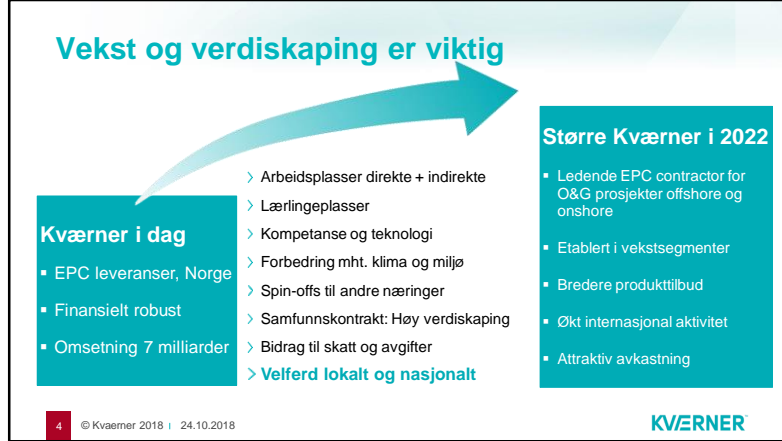 Vekst og verdiskaping er viktig
Kværner i dag
▪ EPC leveranser, Norge
▪ Finansielt robust
▪ Omsetning 7 milliarder
> Arbeidsplasser direkte + indirekte
> Lærlingeplasser
> Kompetanse og teknologi
> Forbedring mht. klima og miljø
> Spin-offs til andre næringer
> Samfunnskontrakt: Høy verdiskaping
> Bidrag til skatt og avgifter
> Velferd lokalt og nasjonalt
Større Kværner i 2022
▪ Ledende EPC contractor for
O&G prosjekter offshore og
onshore
▪ Etablert i vekstsegmenter
▪ Bredere produkttilbud
▪ Økt internasjonal aktivitet
▪ Attraktiv avkastning
4 © Kvaerner 2018 I 24.10.2018
KVÆRNER